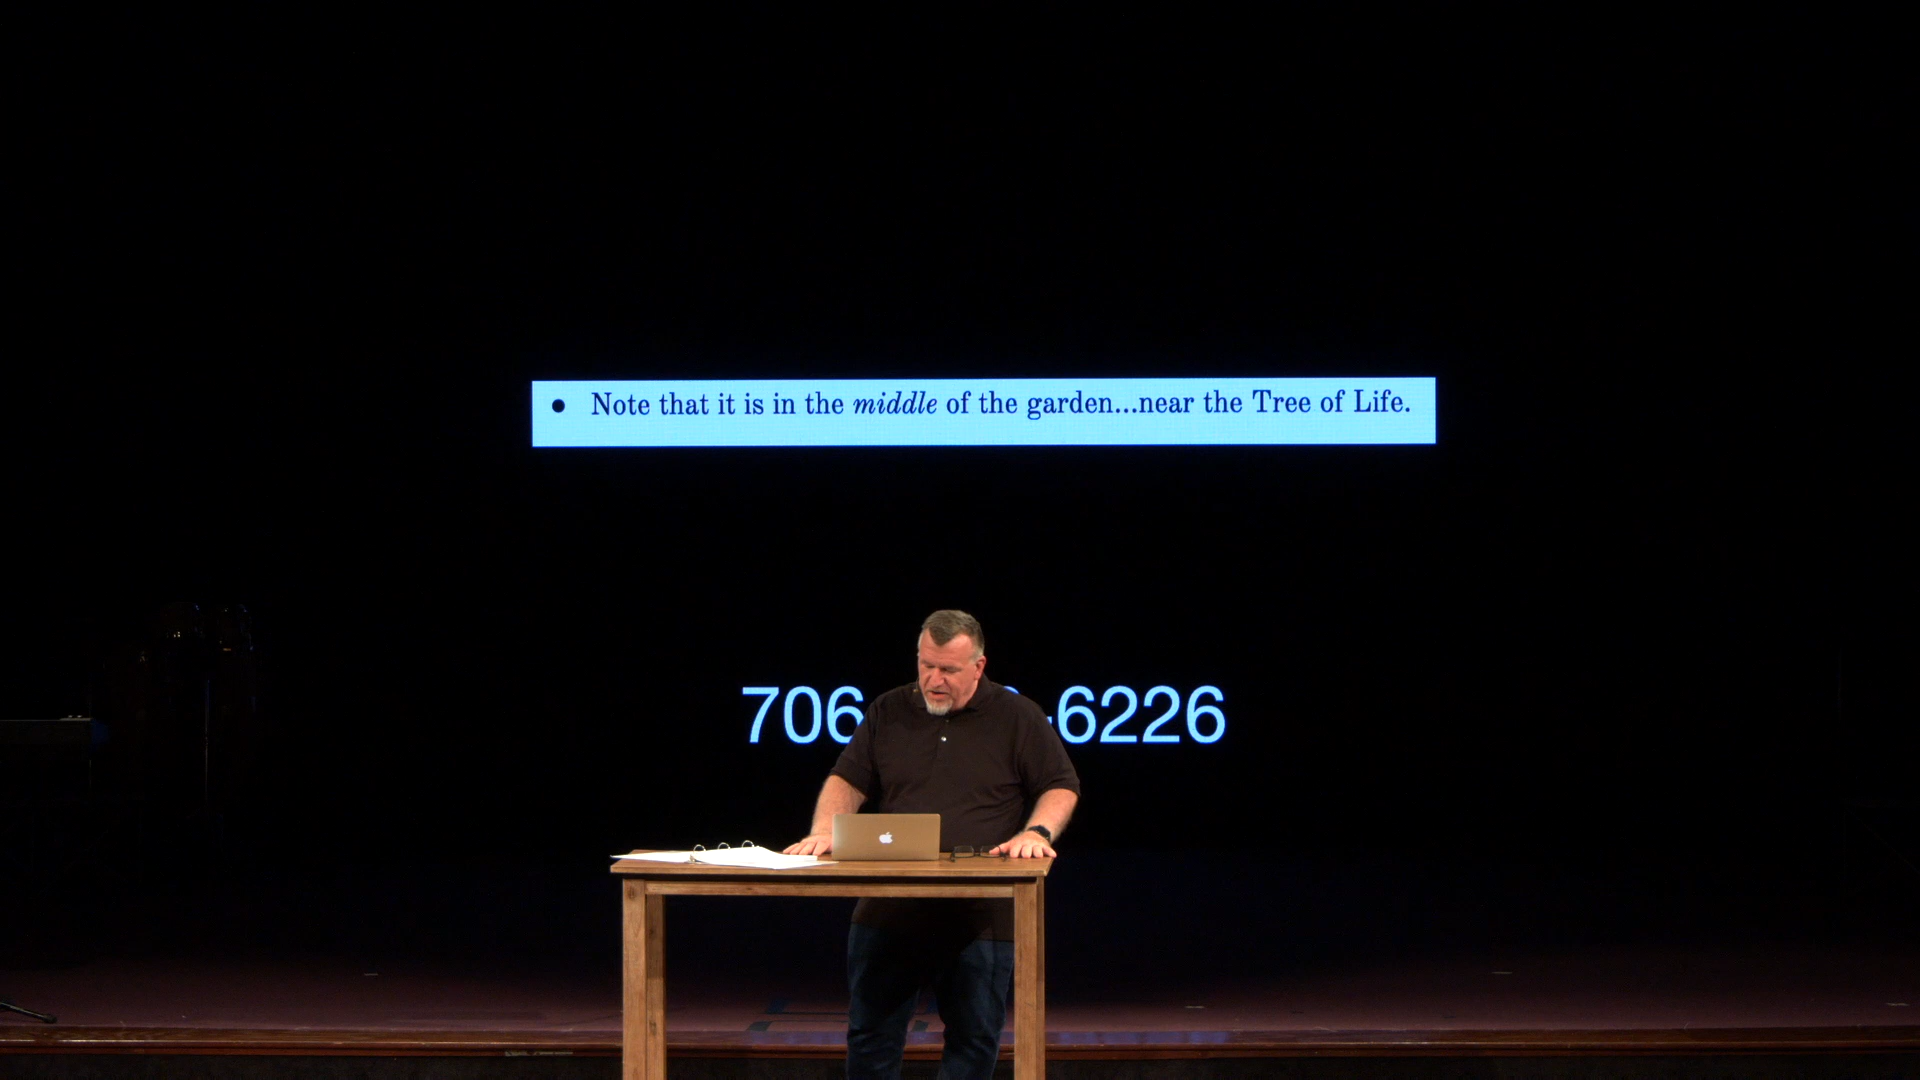 • Note that it is in the middle of the garden...near the Tree of Life.
706 -6226